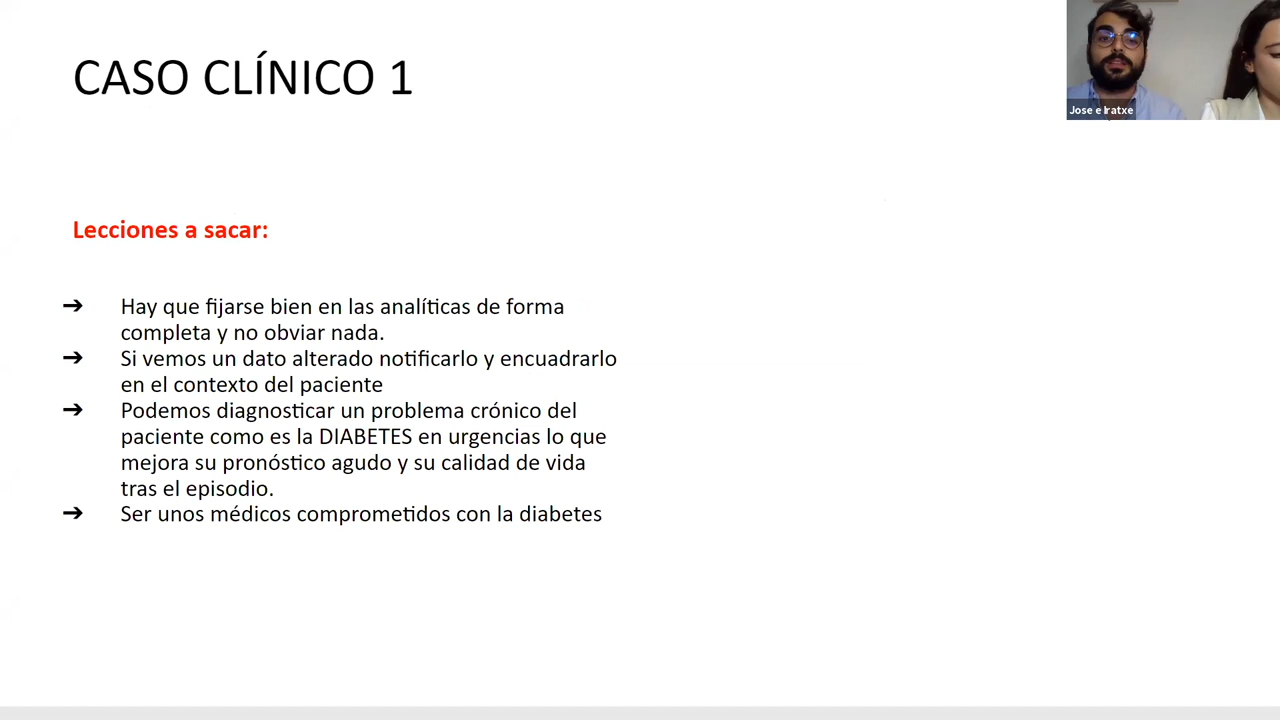 CASO CLÍNICO 1
Jose e Iratxe
Lecciones a sacar:
➔ Hay que fijarse bien en las analíticas de forma
completa y no obviar nada.
➔ Si vemos un dato alterado notificarlo y encuadrarlo
en el contexto del paciente
➔ Podemos diagnosticar un problema crónico del
paciente como es la DIABETES en urgencias lo que
mejora su pronóstico agudo y su calidad de vida
tras el episodio.
➔ Ser unos médicos comprometidos con la diabetes